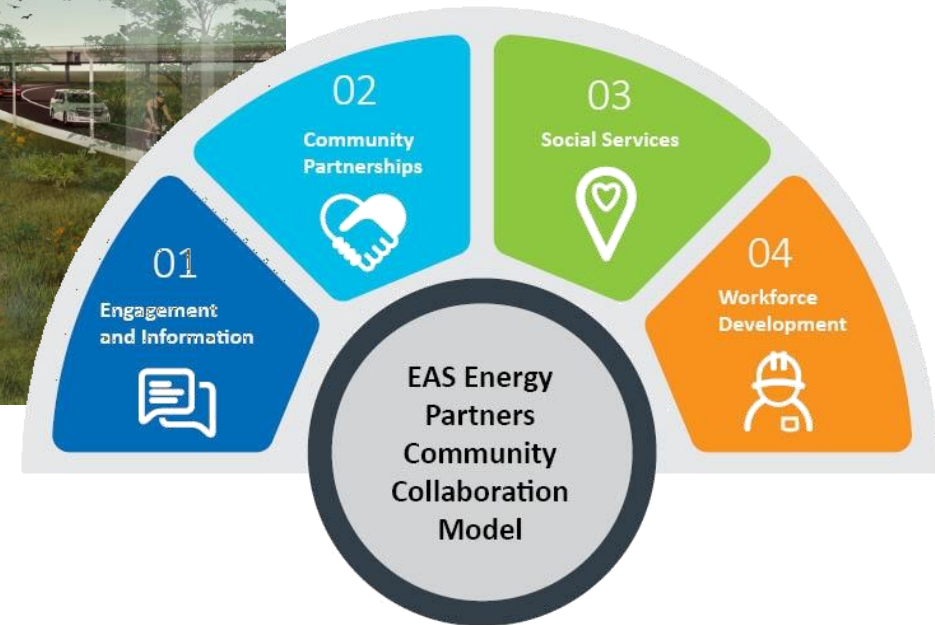 01
Engagement
and Information
02
Community
Partnerships
03
Social Services
04
Workforce
Development
EAS Energy
Partners
Community
Collaboration
Model